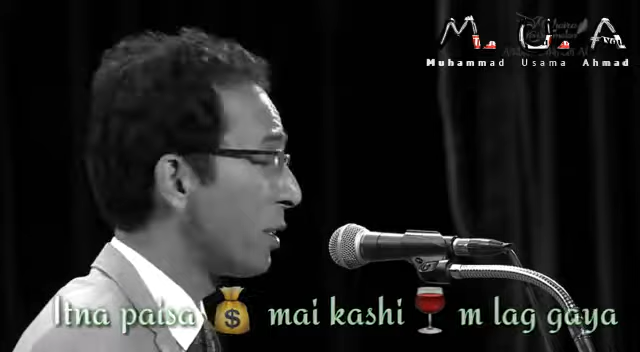 M. U. A
Muhammad Usama Ahmad
Itna paisa 💰 mai kashi 🍷 m lag gaya